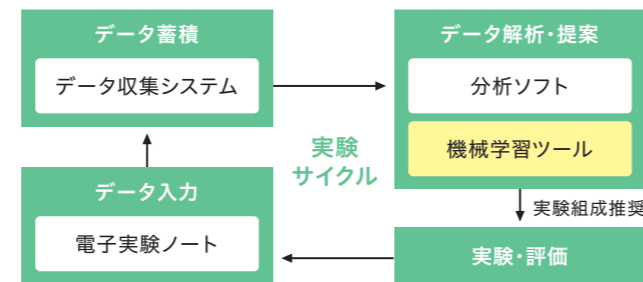 データ蓄積
データ収集システム
データ解析・提案
分析ソフト
機械学習ツール
実験
サイクル
実験組成推奨
実験・評価
データ入力
電子実験ノート